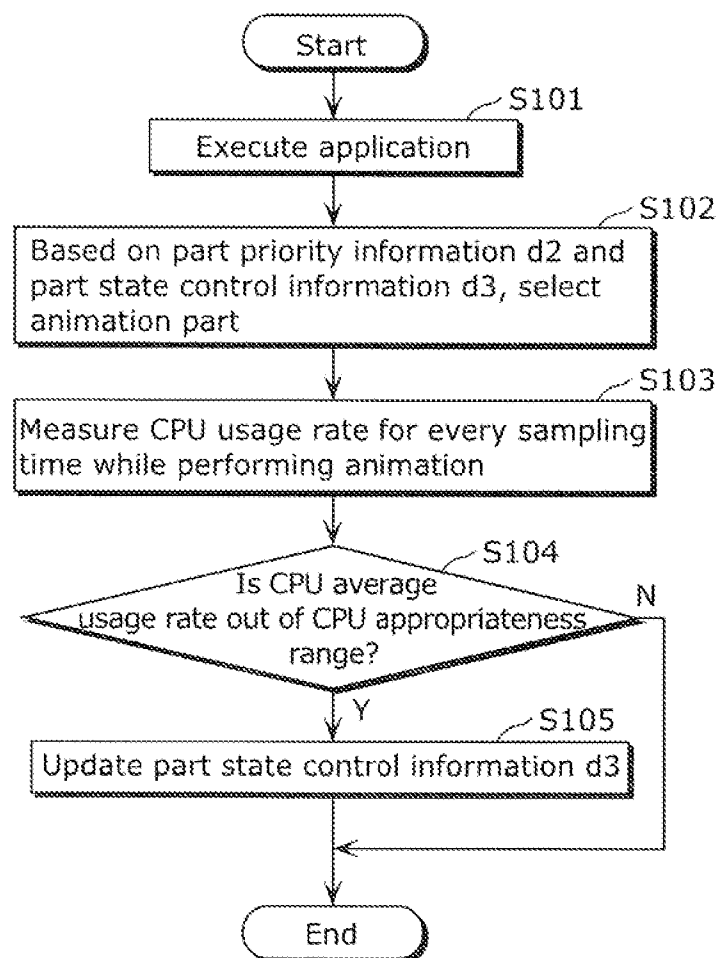 Start
S101
Execute application
S102
Based on part priority information d2 and
part state control information d3, select
animation part
S103
Measure CPU usage rate for every sampling
time while performing animation
S104
Is CPU average
usage rate out of CPU appropriateness
range?
N
Y
S105
Update part state control information d3
End